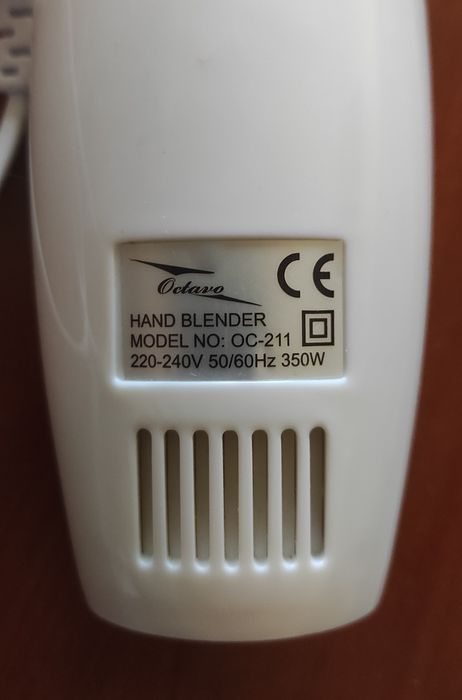 Octavo
CE
HAND BLENDER
MODEL NO: OC-211
220-240V 50/60Hz 350W